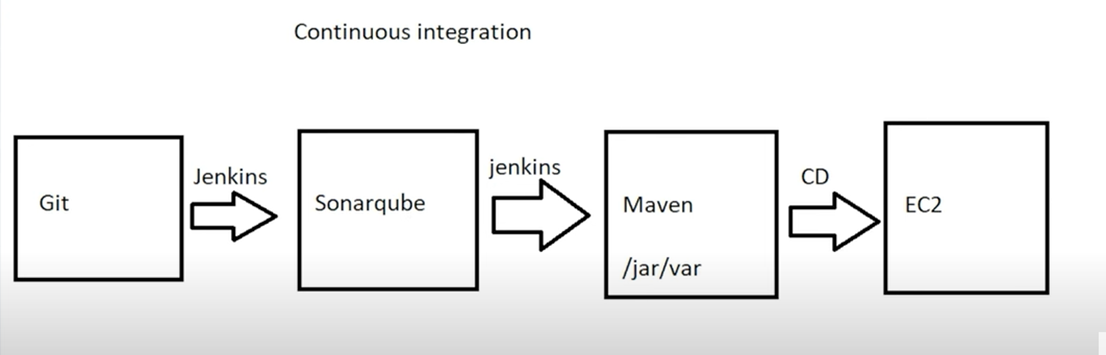 Continuous integration
Jenkins
jenkins
CD
Git
Sonarqube
Maven
EC2
/jar/var